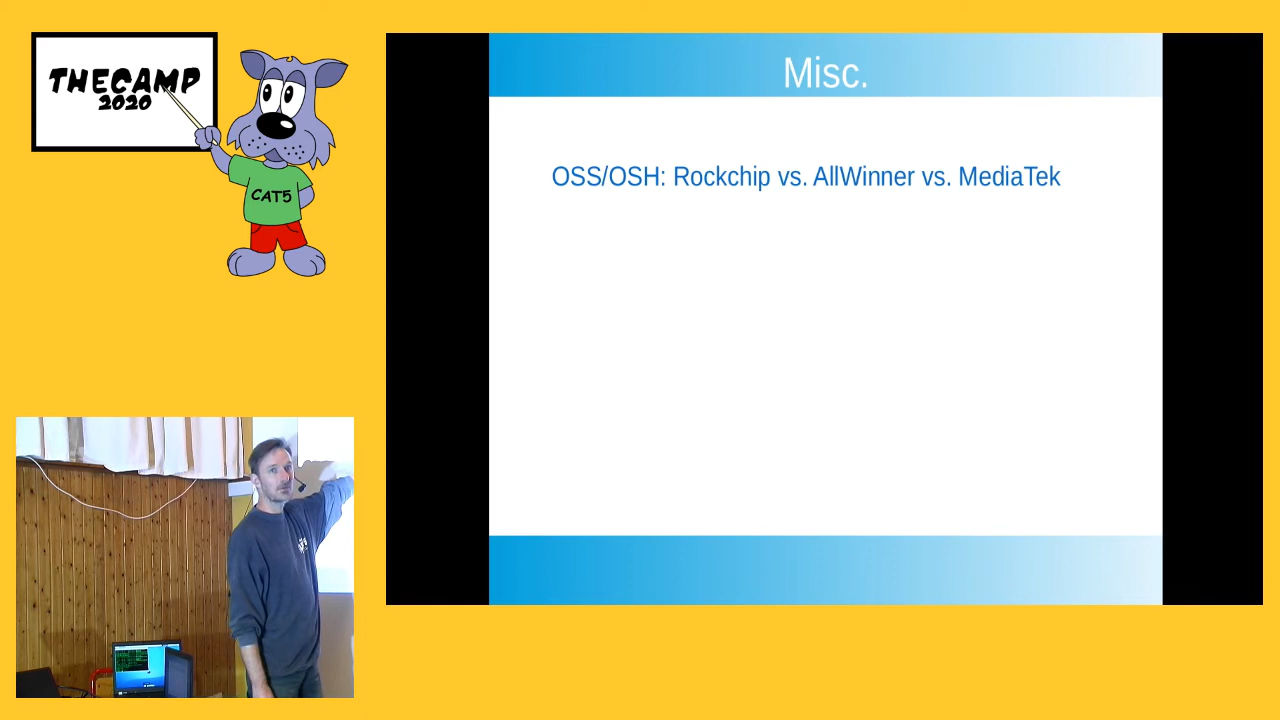 THECAMP
2020
CAT5
Misc.
OSS/OSH: Rockchip vs. AllWinner vs. MediaTek